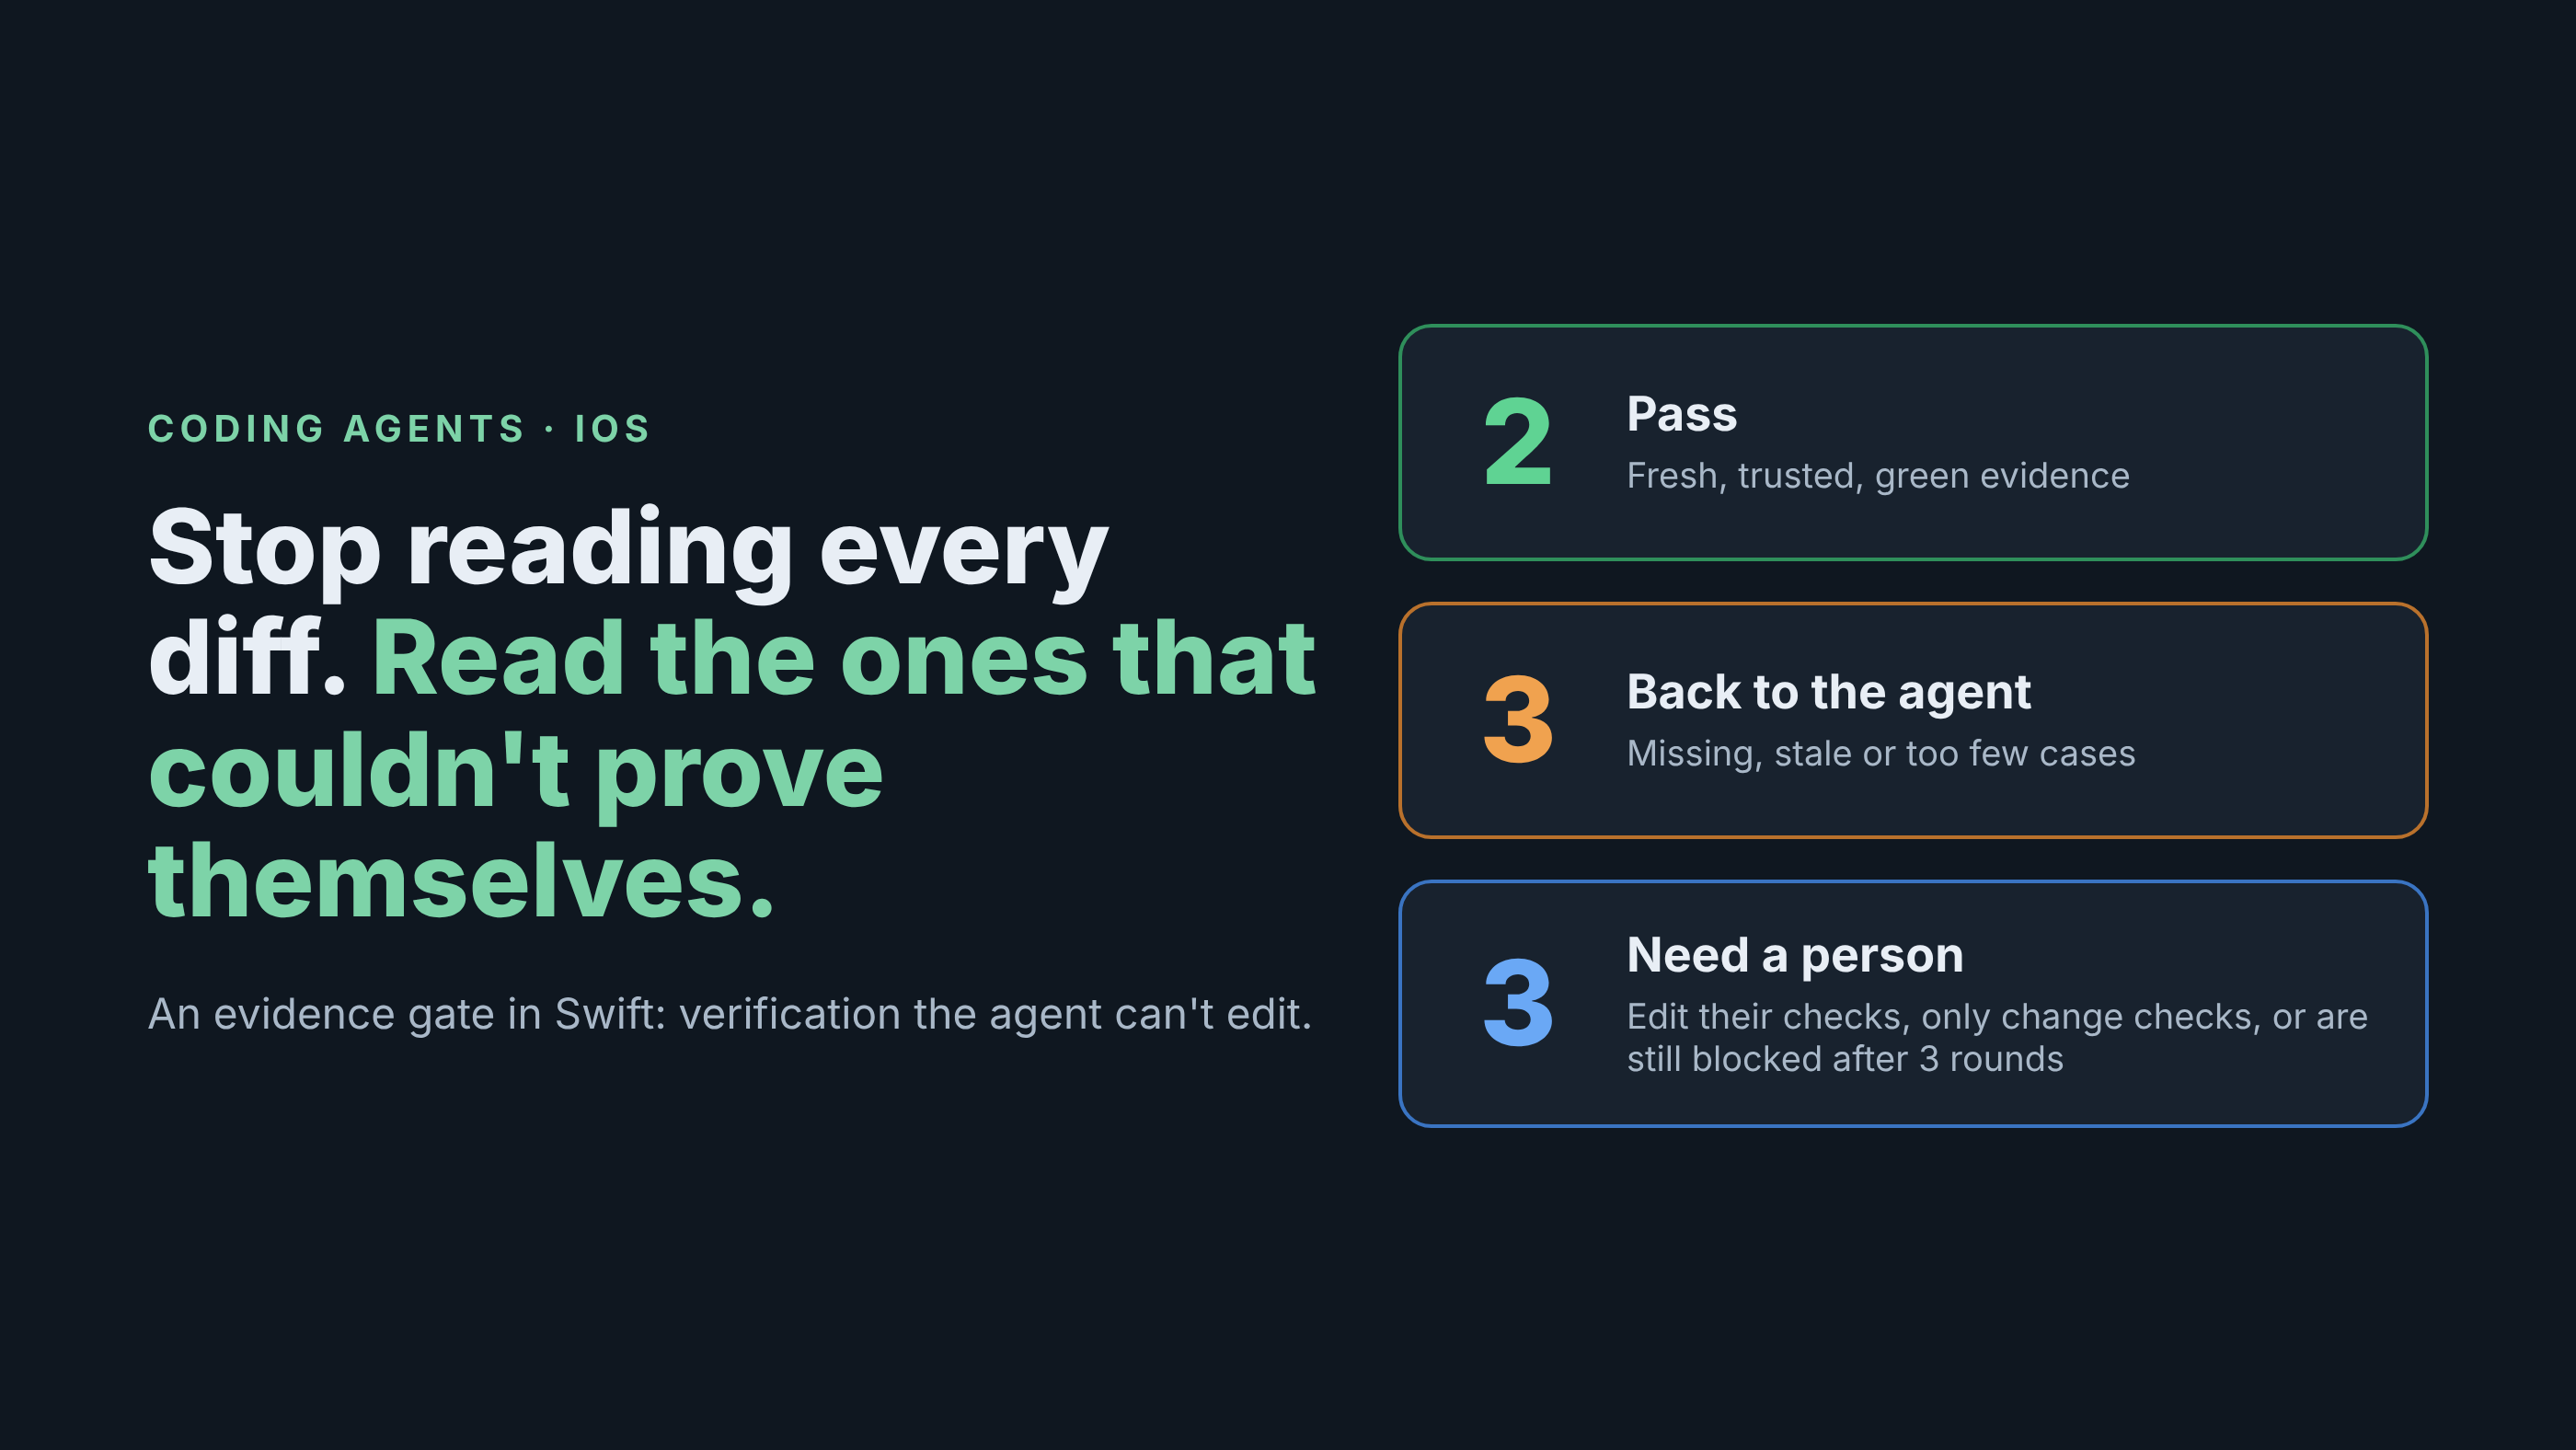 CODING AGENTS · IOS
Stop reading every
diff. Read the ones that
couldn't prove
themselves.
An evidence gate in Swift: verification the agent can't edit.
2
Pass
Fresh, trusted, green evidence
3
Back to the agent
Missing, stale or too few cases
3
Need a person
Edit their checks, only change checks, or are
still blocked after 3 rounds